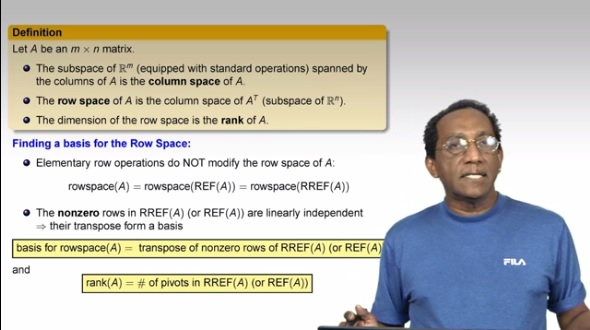 Definition
Let A be an m × n matrix.
The subspace of ℝᵐ (equipped with standard operations) spanned by
the columns of A is the column space of A.
The row space of A is the column space of Aᵀ (subspace of ℝⁿ).
The dimension of the row space is the rank of A.
Finding a basis for the Row Space:
Elementary row operations do NOT modify the row space of A:
rowspace(A) = rowspace(REF(A)) = rowspace(RREF(A))
The nonzero rows in RREF(A) (or REF(A)) are linearly independent
⇒ their transpose form a basis
basis for rowspace(A) = transpose of nonzero rows of RREF(A) (or REF(A)
and
rank(A) = # of pivots in RREF(A) (or REF(A))
FILA